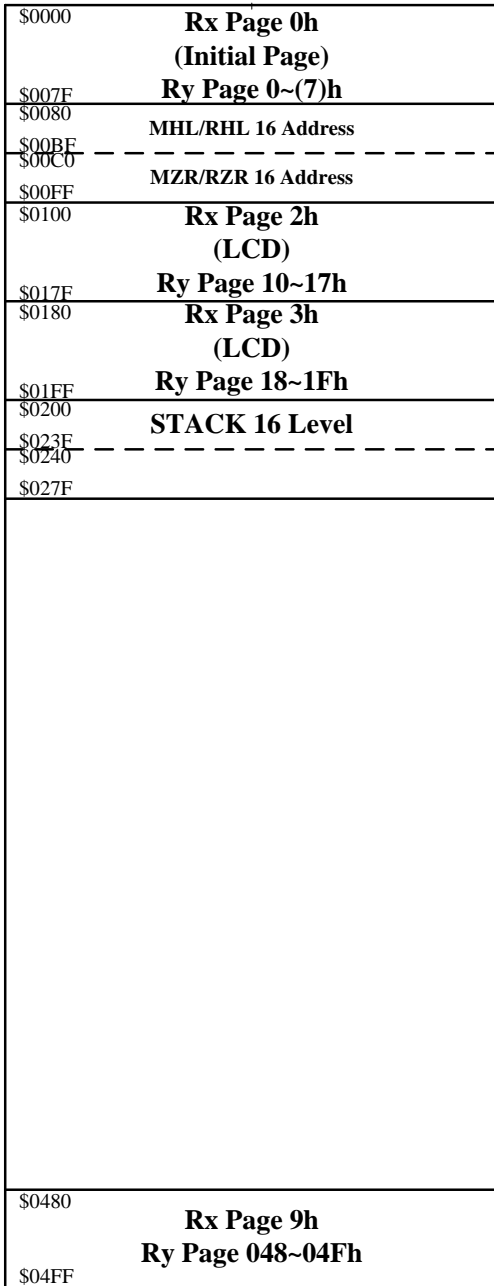 $0000
Rx Page 0h
(Initial Page)
Ry Page 0~(7)h
$007F
$0080
MHL/RHL 16 Address
$00BF
$00C0
MZR/RZR 16 Address
$00FF
$0100
Rx Page 2h
(LCD)
Ry Page 10~17h
$017F
$0180
Rx Page 3h
(LCD)
Ry Page 18~1Fh
$01FF
$0200
STACK 16 Level
$023F
$0240
$027F
$0480
Rx Page 9h
Ry Page 048~04Fh
$04FF